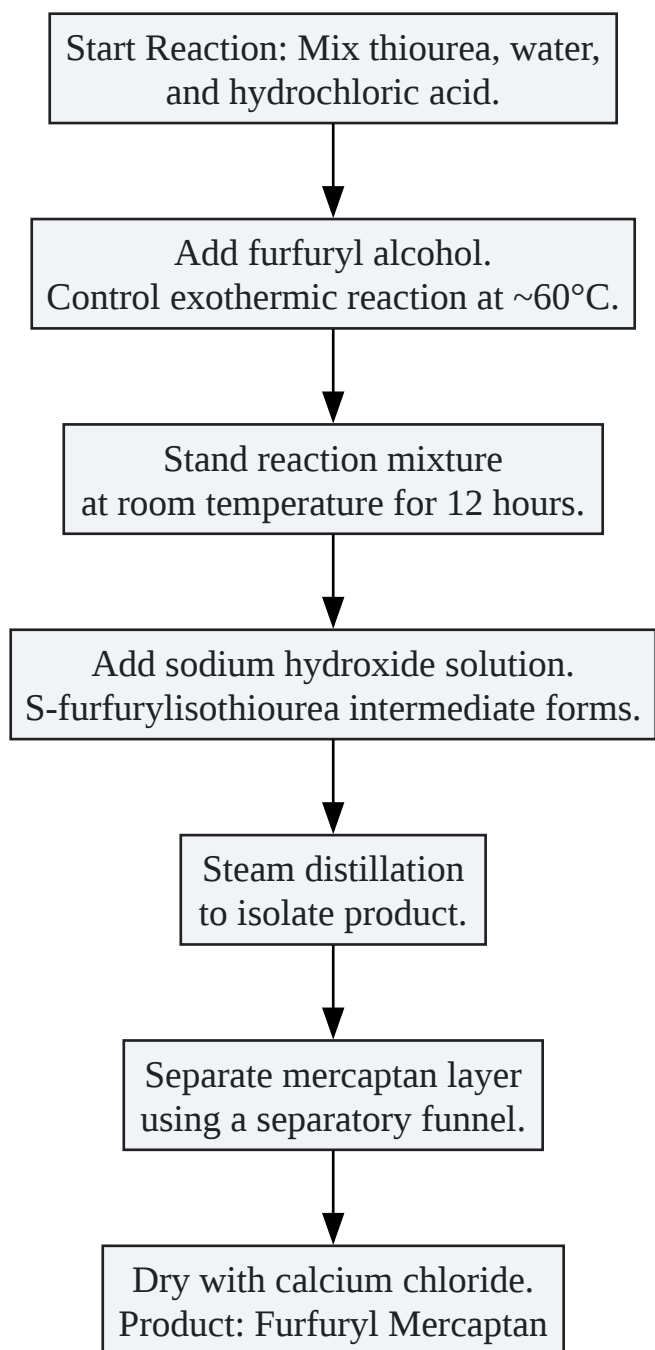 Start Reaction: Mix thiourea, water,
and hydrochloric acid.
Add furfuryl alcohol.
Control exothermic reaction at ~60°C.
Stand reaction mixture
at room temperature for 12 hours.
Add sodium hydroxide solution.
S-furfurylisothiourea intermediate forms.
Steam distillation
to isolate product.
Separate mercaptan layer
using a separatory funnel.
Dry with calcium chloride.
Product: Furfuryl Mercaptan